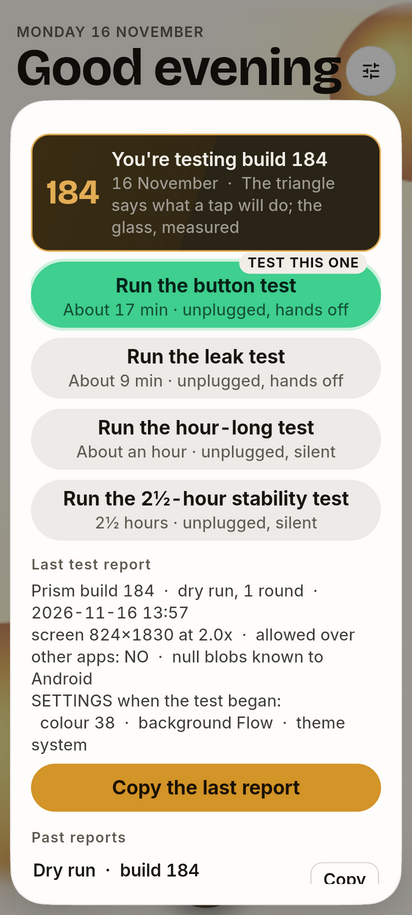 MONDAY 16 NOVEMBER
Good evening
184
You're testing build 184
16 November · The triangle
says what a tap will do; the
glass, measured
TEST THIS ONE
Run the button test
About 17 min · unplugged, hands off
Run the leak test
About 9 min · unplugged, hands off
Run the hour-long test
About an hour · unplugged, silent
Run the 2½-hour stability test
2½ hours · unplugged, silent
Last test report
Prism build 184 · dry run, 1 round ·
2026-11-16 13:57
screen 824×1830 at 2.0x · allowed over
other apps: NO · null blobs known to
Android
SETTINGS when the test began:
colour 38 · background Flow · theme
system
Copy the last report
Past reports
Dry run · build 184
Copy